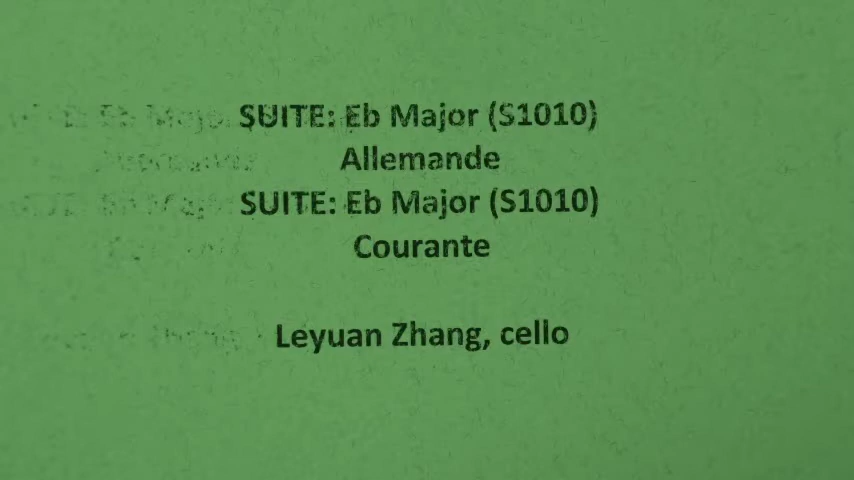 SUITE: Eb Major (S1010)
Allemande
SUITE: Eb Major (S1010)
Courante
Leyuan Zhang, cello